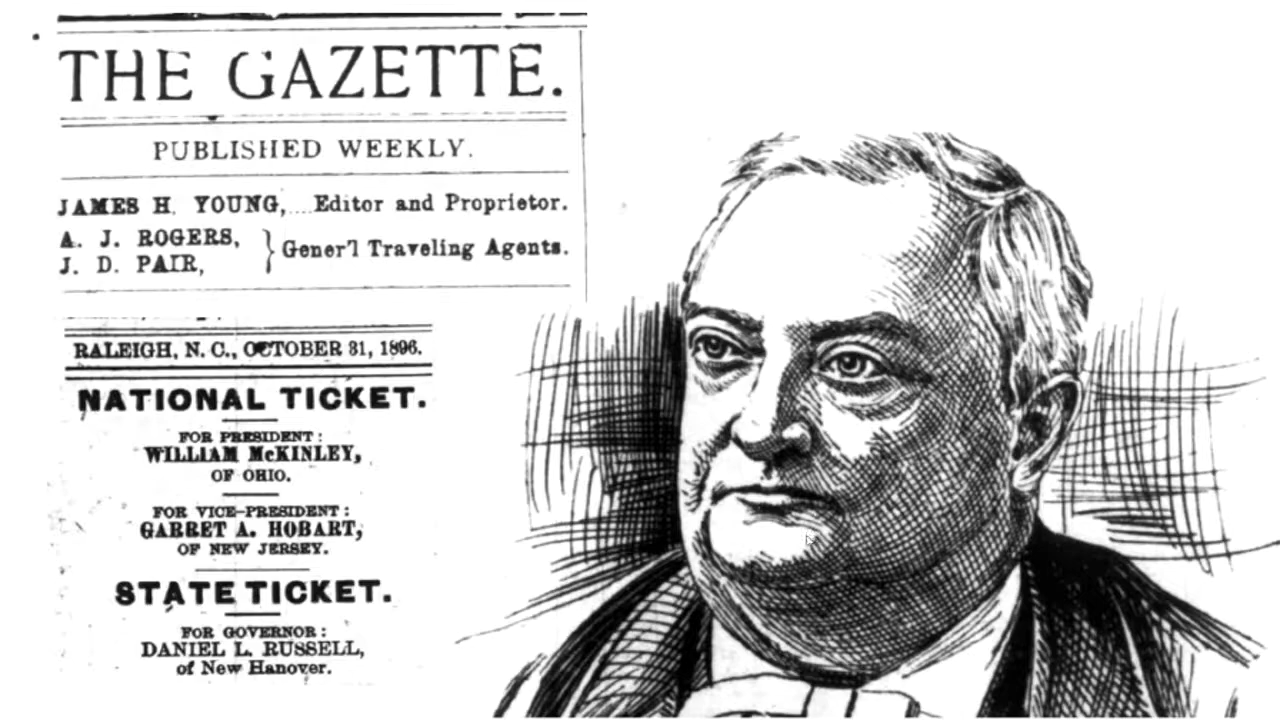 THE GAZETTE.
PUBLISHED WEEKLY.
JAMES H. YOUNG,....Editor and Proprietor.
A. J. ROGERS,
J. D. PAIR, } Gener'l Traveling Agents.
RALEIGH, N. C., OCTOBER 31, 1896.
NATIONAL TICKET.
FOR PRESIDENT:
WILLIAM McKINLEY,
OF OHIO.
FOR VICE-PRESIDENT:
GARRET A. HOBART,
OF NEW JERSEY.
STATE TICKET.
FOR GOVERNOR:
DANIEL L. RUSSELL,
of New Hanover.